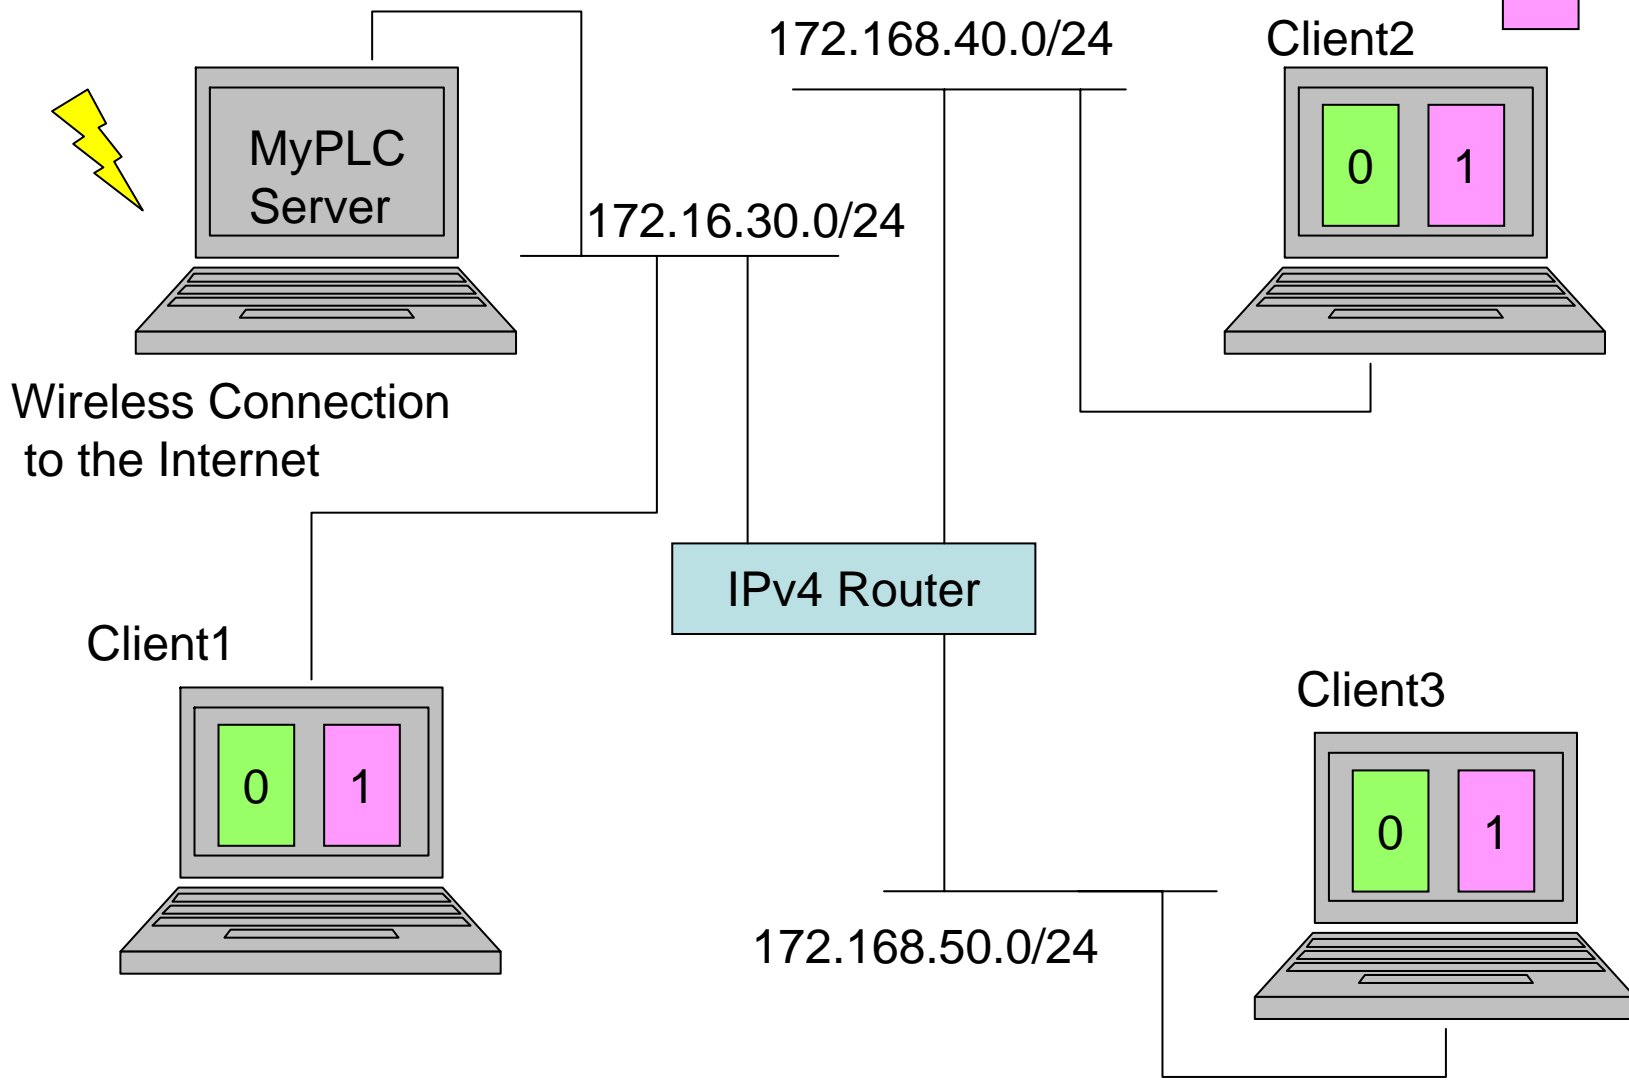 172.168.40.0/24
Client2
MyPLC
Server
0 1
172.16.30.0/24
Wireless Connection
to the Internet
IPv4 Router
Client1
0 1
Client3
0 1
172.168.50.0/24